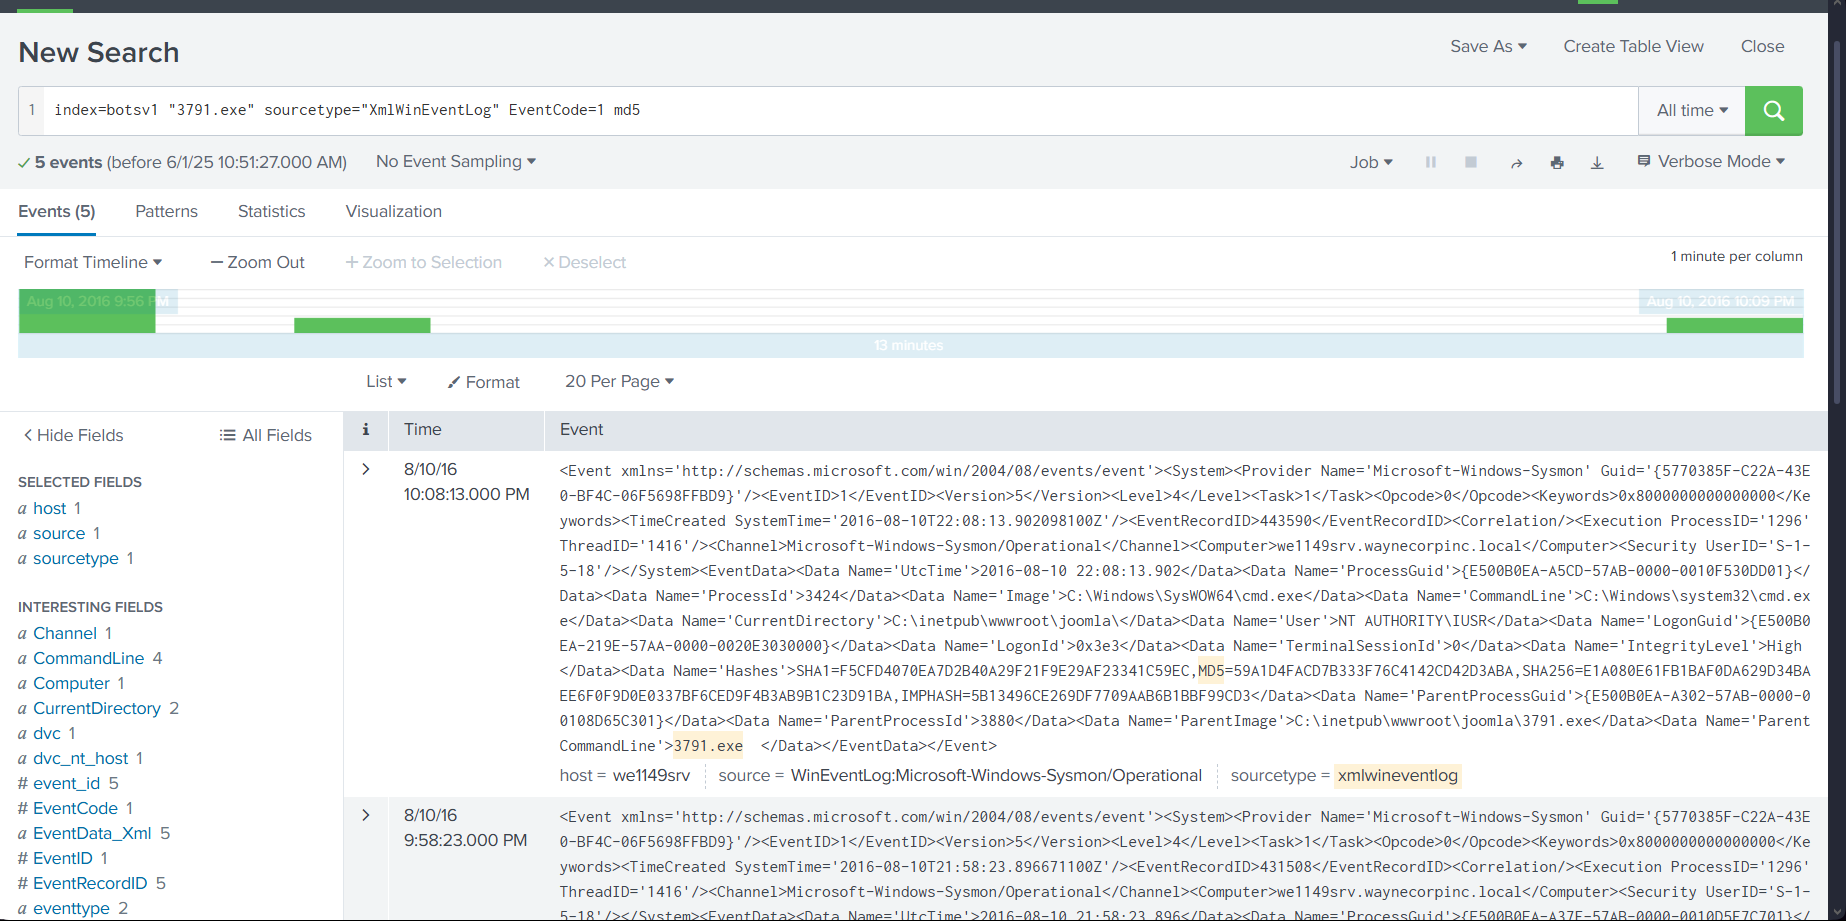 New Search
Save As
Create Table View
Close
1
index=botsv1 "3791.exe" sourcetype="XmlWinEventLog" EventCode=1 md5
All time
5 events (before 6/1/25 10:51:27.000 AM)
No Event Sampling
Job
Verbose Mode
Events (5)
Patterns
Statistics
Visualization
Format Timeline
— Zoom Out
+ Zoom to Selection
× Deselect
1 minute per column
Aug 10, 2016 9:56 PM
Aug 10, 2016 10:09 PM
13 minutes
List
Format
20 Per Page
< Hide Fields
All Fields
i
Time
Event
SELECTED FIELDS
a host 1
a source 1
a sourcetype 1
INTERESTING FIELDS
a Channel 1
a CommandLine 4
a Computer 1
a CurrentDirectory 2
a dvc 1
a dvc_nt_host 1
# event_id 5
# EventCode 1
a EventData_Xml 5
# EventID 1
# EventRecordID 5
a eventtype 2
>
8/10/16
10:08:13.000 PM
<Event xmlns='http://schemas.microsoft.com/win/2004/08/events/event'><System><Provider Name='Microsoft-Windows-Sysmon' Guid='{5770385F-C22A-43E
0-BF4C-06F5698FFBD9}'/><EventID>1</EventID><Version>5</Version><Level>4</Level><Task>1</Task><Opcode>0</Opcode><Keywords>0x8000000000000000</Ke
ywords><TimeCreated SystemTime='2016-08-10T22:08:13.902098100Z'/><EventRecordID>443590</EventRecordID><Correlation/><Execution ProcessID='1296'
ThreadID='1416'/><Channel>Microsoft-Windows-Sysmon/Operational</Channel><Computer>we1149srv.waynecorpinc.local</Computer><Security UserID='S-1-
5-18'/></System><EventData><Data Name='UtcTime'>2016-08-10 22:08:13.902</Data><Data Name='ProcessGuid'>{E500B0EA-A5CD-57AB-0000-0010F530DD01}</
Data><Data Name='ProcessId'>3424</Data><Data Name='Image'>C:\Windows\SysWOW64\cmd.exe</Data><Data Name='CommandLine'>C:\Windows\system32\cmd.ex
e</Data><Data Name='CurrentDirectory'>C:\inetpub\wwwroot\joomla\</Data><Data Name='User'>NT AUTHORITY\IUSR</Data><Data Name='LogonGuid'>{E500B0
EA-219E-57AA-0000-0020E3030000}</Data><Data Name='LogonId'>0x3e3</Data><Data Name='TerminalSessionId'>0</Data><Data Name='IntegrityLevel'>High
</Data><Data Name='Hashes'>SHA1=F5CFD4070EA7D2B40A29F21F9E29AF23341C59EC,MD5=59A1D4FACD7B333F76C4142CD42D3ABA,SHA256=E1A080E61FB1BAF0DA629D34BA
EE6F0F9D0E0337BF6CED9F4B3AB9B1C23D91BA,IMPHASH=5B13496CE269DF7709AAB6B1BBF99CD3</Data><Data Name='ParentProcessGuid'>{E500B0EA-A302-57AB-0000-0
0108D65C301}</Data><Data Name='ParentProcessId'>3880</Data><Data Name='ParentImage'>C:\inetpub\wwwroot\joomla\3791.exe</Data><Data Name='Parent
CommandLine'>3791.exe  </Data></EventData></Event>
host = we1149srv
source = WinEventLog:Microsoft-Windows-Sysmon/Operational
sourcetype = xmlwineventlog
>
8/10/16
9:58:23.000 PM
<Event xmlns='http://schemas.microsoft.com/win/2004/08/events/event'><System><Provider Name='Microsoft-Windows-Sysmon' Guid='{5770385F-C22A-43E
0-BF4C-06F5698FFBD9}'/><EventID>1</EventID><Version>5</Version><Level>4</Level><Task>1</Task><Opcode>0</Opcode><Keywords>0x8000000000000000</Ke
ywords><TimeCreated SystemTime='2016-08-10T21:58:23.896671100Z'/><EventRecordID>431508</EventRecordID><Correlation/><Execution ProcessID='1296'
ThreadID='1416'/><Channel>Microsoft-Windows-Sysmon/Operational</Channel><Computer>we1149srv.waynecorpinc.local</Computer><Security UserID='S-1-
5-18'/></System><EventData><Data Name='UtcTime'>2016-08-10 21:58:23.896</Data><Data Name='ProcessGuid'>{E500B0EA-A37F-57AB-0000-0010D5F7C701}</